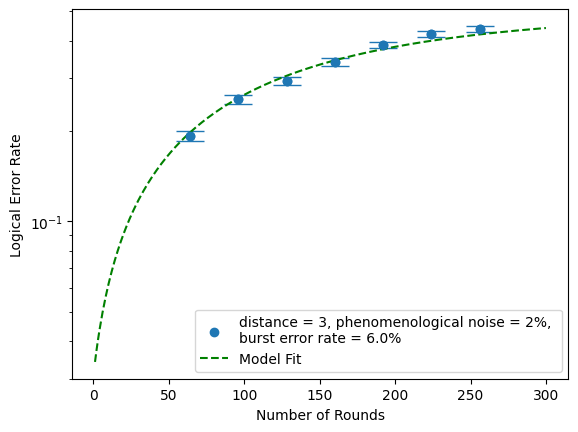 Logical Error Rate
10⁻¹
distance = 3, phenomenological noise = 2%,
burst error rate = 6.0%
Model Fit
0 50 100 150 200 250 300
Number of Rounds